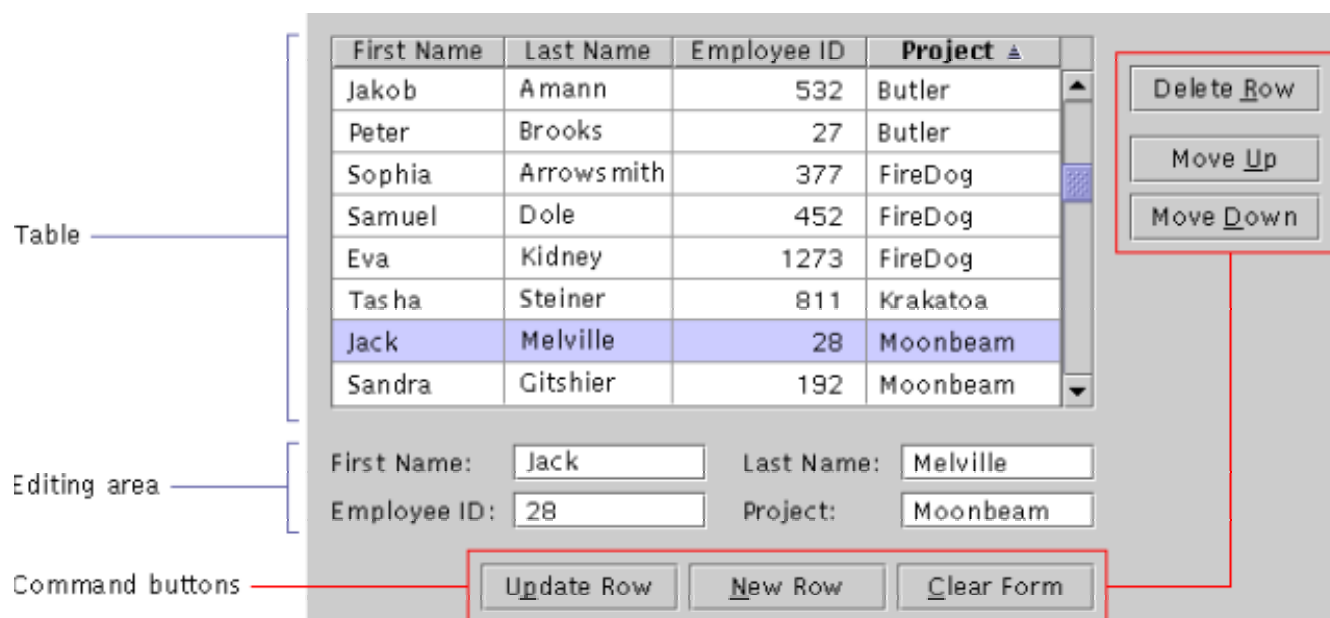 First Name Last Name Employee ID Project
Jakob Amann 532 Butler
Peter Brooks 27 Butler
Sophia Arrowsmith 377 FireDog
Samuel Dole 452 FireDog
Eva Kidney 1273 FireDog
Tasha Steiner 811 Krakatoa
Jack Melville 28 Moonbeam
Sandra Gitshier 192 Moonbeam
Delete Row
Move Up
Move Down
Table
Editing area
First Name: Jack Last Name: Melville
Employee ID: 28 Project: Moonbeam
Command buttons
Update Row New Row Clear Form